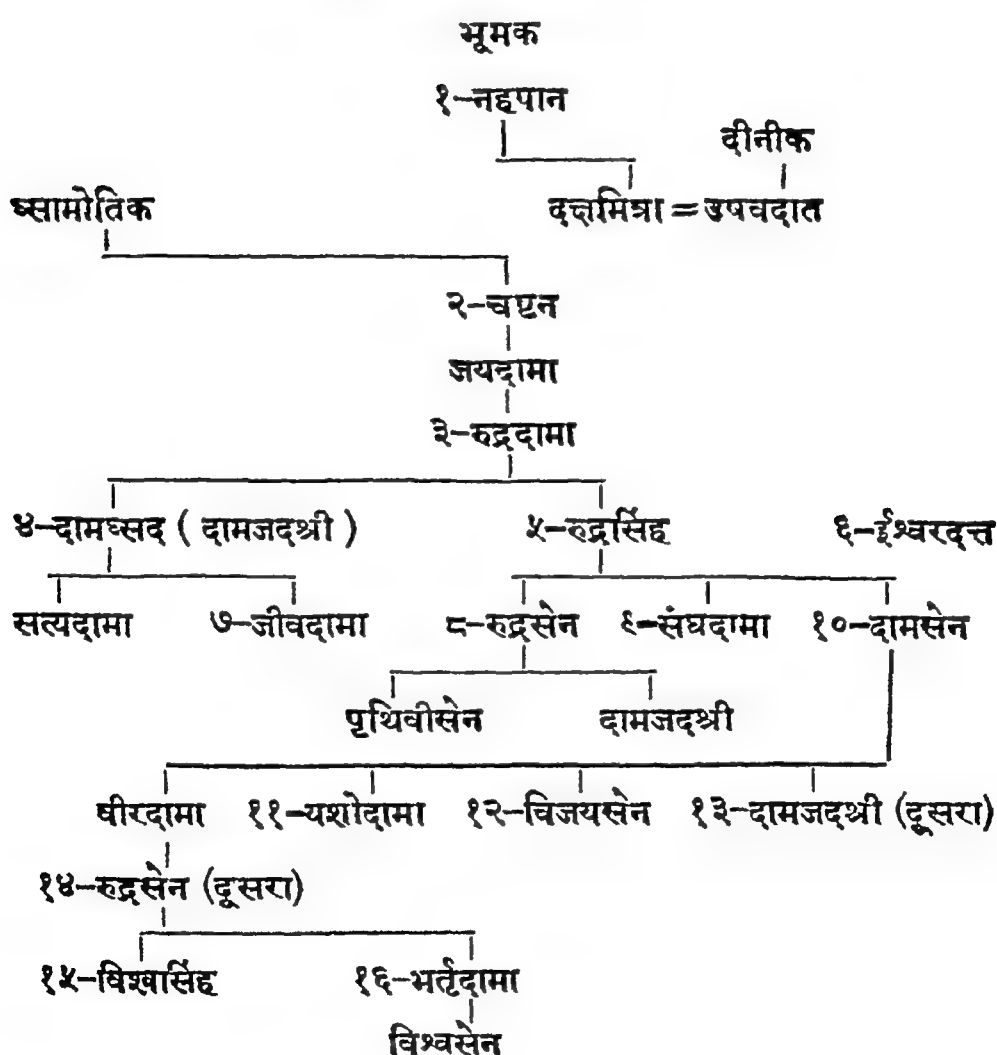 भूमक
१–नहपान
दीनीक
घ्सामोतिक दत्तमित्रा = उषवदात
२–चष्टन
जयदामा
३–रुद्रदामा
४–दामघ्सद ( दामजदश्री ) ५–रुद्रसिंह ६–ईश्वरदत्त
सत्यदामा ७–जीवदामा ८–रुद्रसेन ९–संघदामा १०–दामसेन
पृथिवीसेन दामजदश्री
वीरदामा ११–यशोदामा १२–विजयसेन १३–दामजदश्री (दूसरा)
१४–रुद्रसेन (दूसरा)
१५–विश्वसिंह १६–भर्तृदामा
विश्वसेन